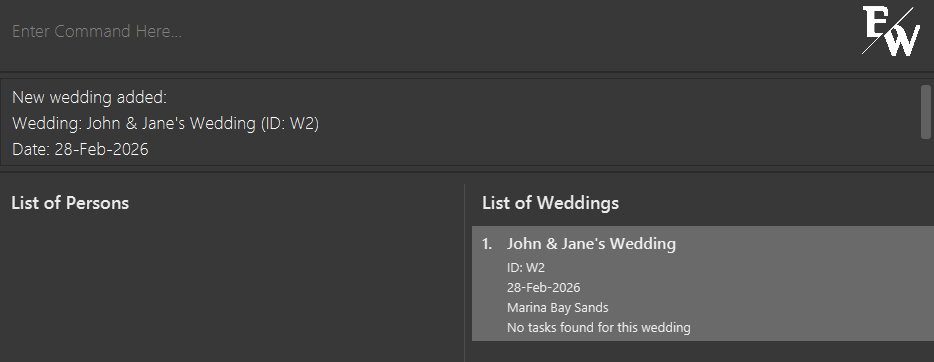 Enter Command Here...
E/W
New wedding added:
Wedding: John & Jane's Wedding (ID: W2)
Date: 28-Feb-2026
List of Persons
List of Weddings
1. John & Jane's Wedding
ID: W2
28-Feb-2026
Marina Bay Sands
No tasks found for this wedding